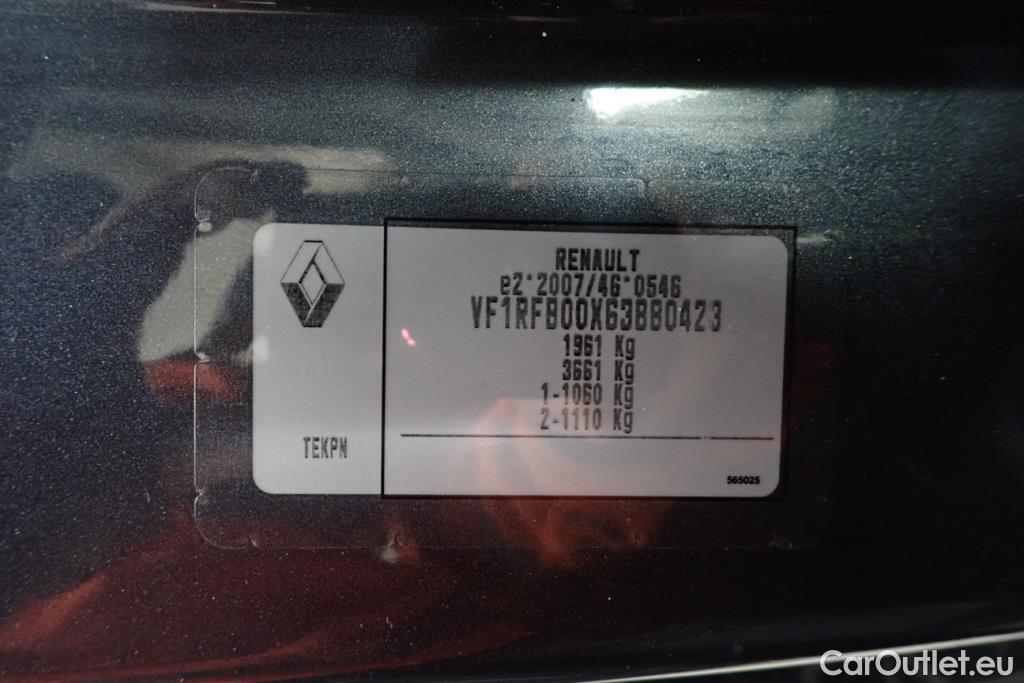 RENAULT
e2*2007/46*0546
VF1RFB00X63880423
1961 Kg
3661 Kg
1-1060 Kg
2-1110 Kg
TEKPN
565025
CarOutlet.eu